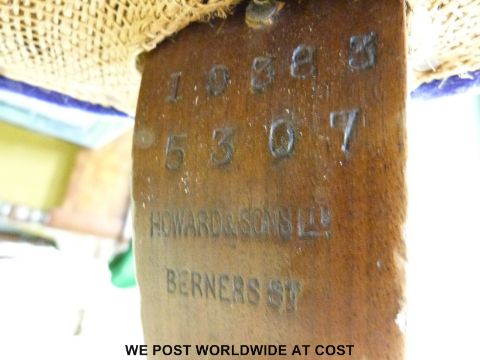 19383
5307
HOWARD & SONS LTD
BERNERS ST
WE POST WORLDWIDE AT COST